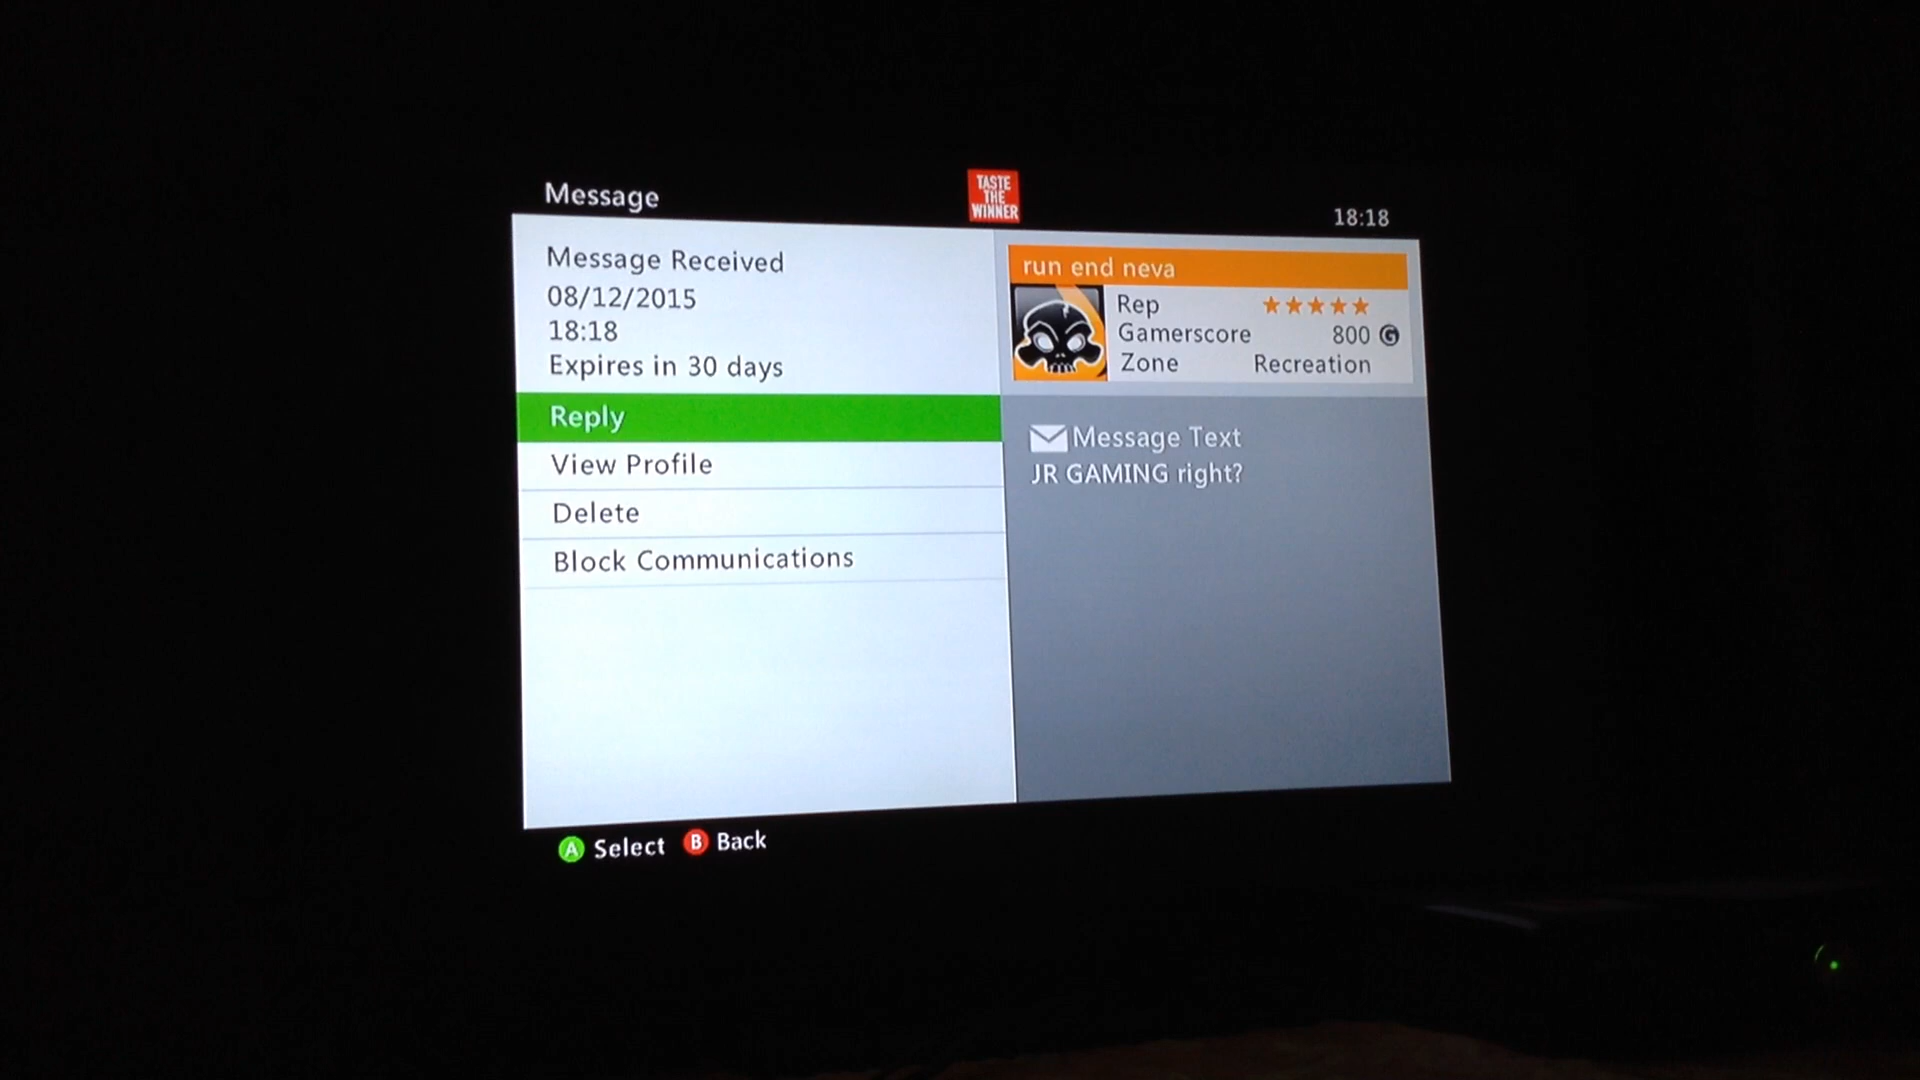 Message
TASTE
THE
WINNER
18:18
Message Received
08/12/2015
18:18
Expires in 30 days
Reply
View Profile
Delete
Block Communications
run end neva
Rep
Gamerscore 800 G
Zone Recreation
Message Text
JR GAMING right?
A Select B Back